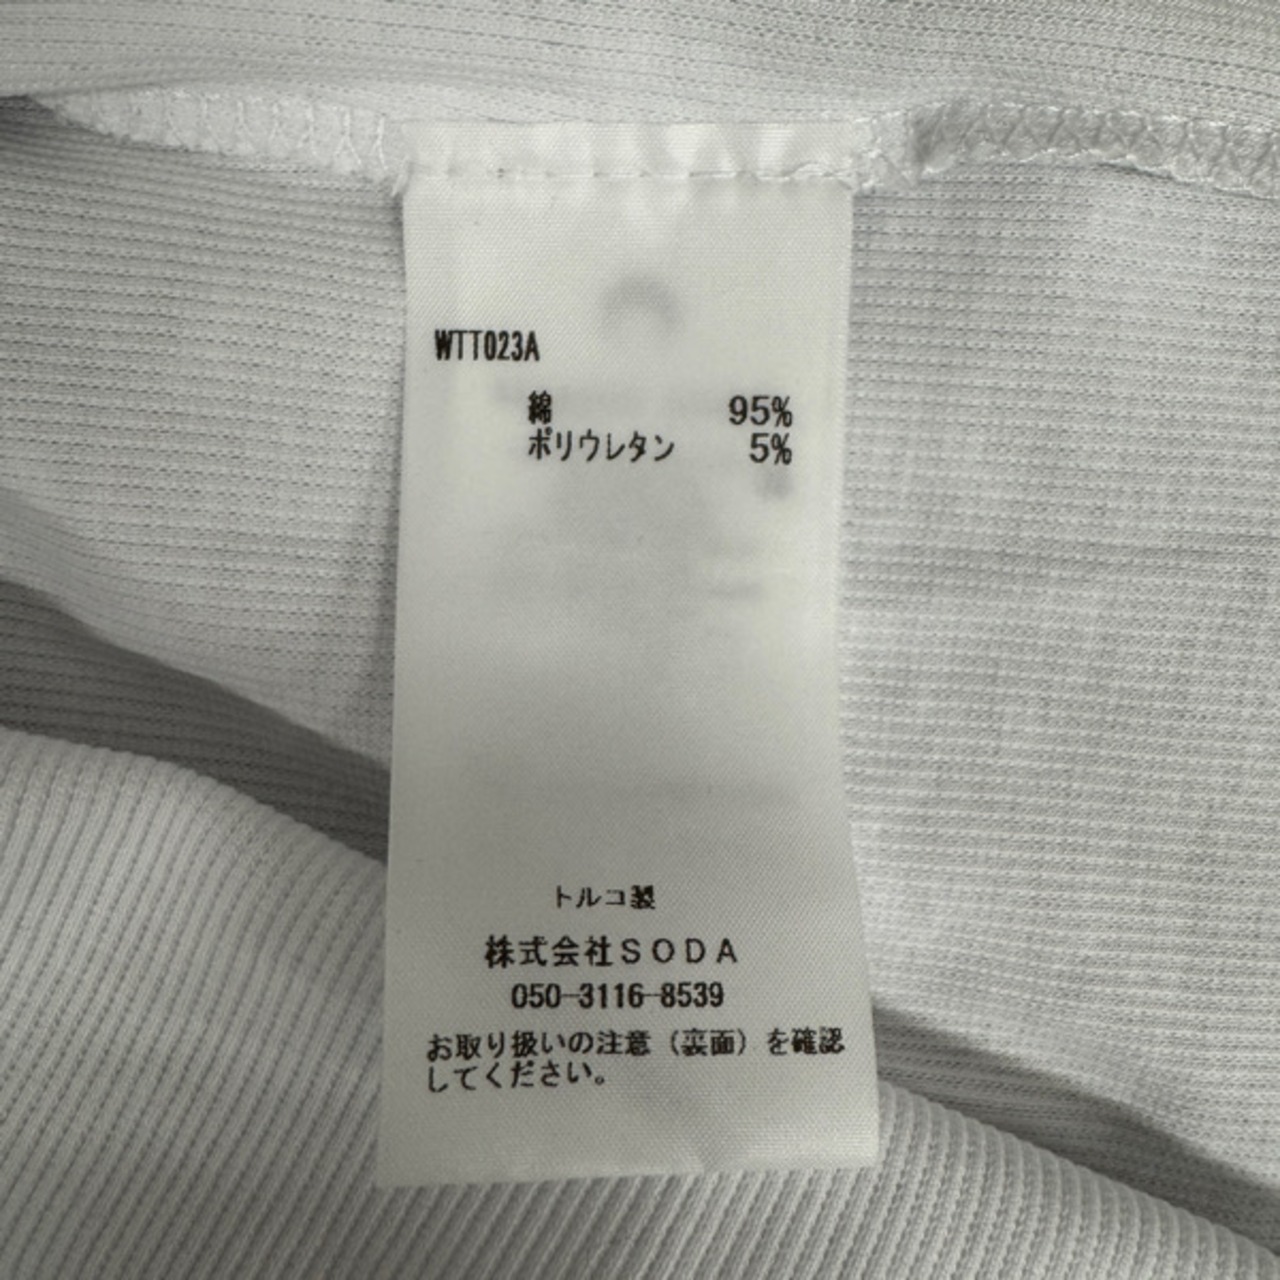 WTT023A
綿 95%
ポリウレタン 5%
トルコ製
株式会社SODA
050-3116-8539
お取り扱いの注意（裏面）を確認
してください。